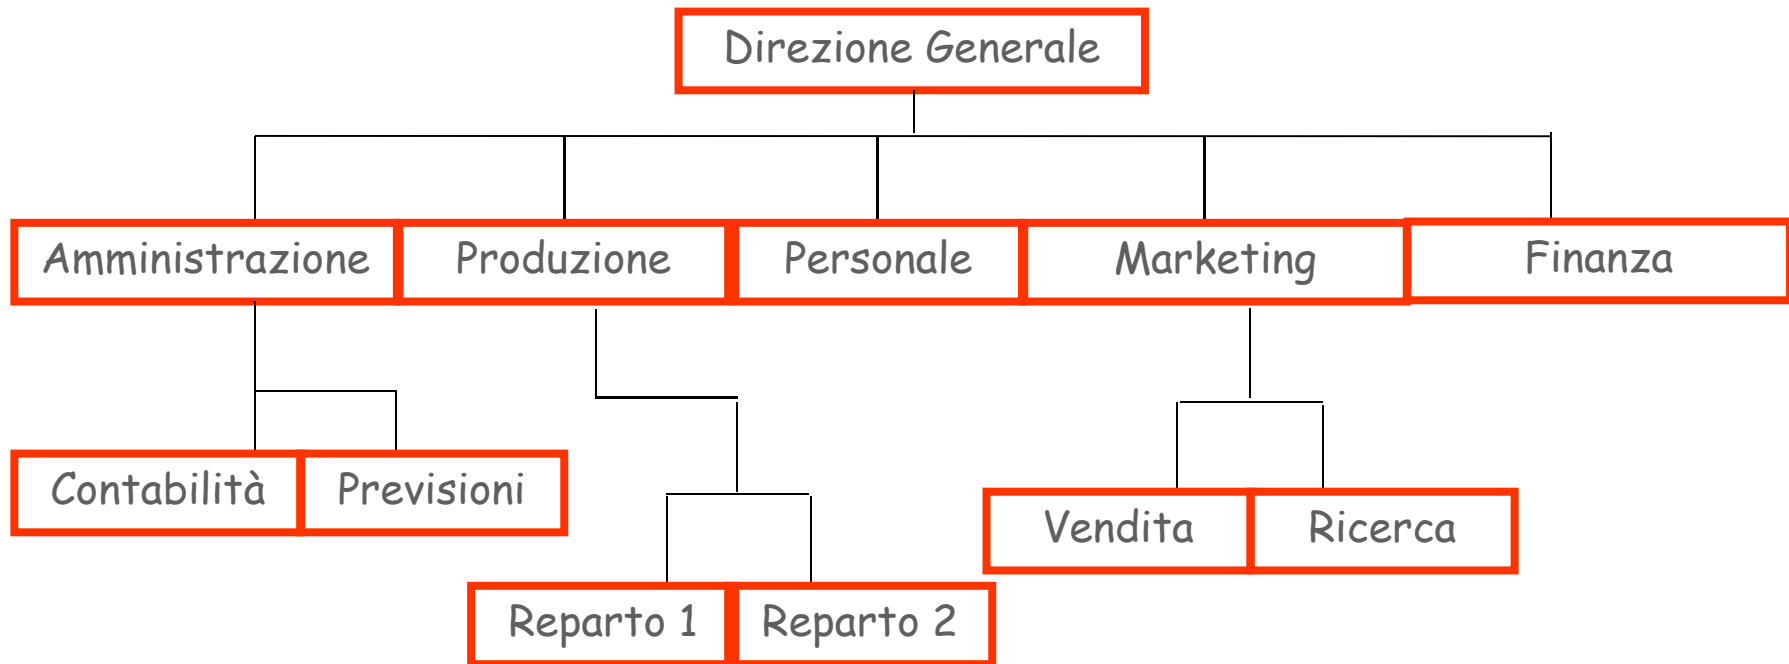 Direzione Generale
Amministrazione
Produzione
Personale
Marketing
Finanza
Contabilità
Previsioni
Vendita
Ricerca
Reparto 1
Reparto 2